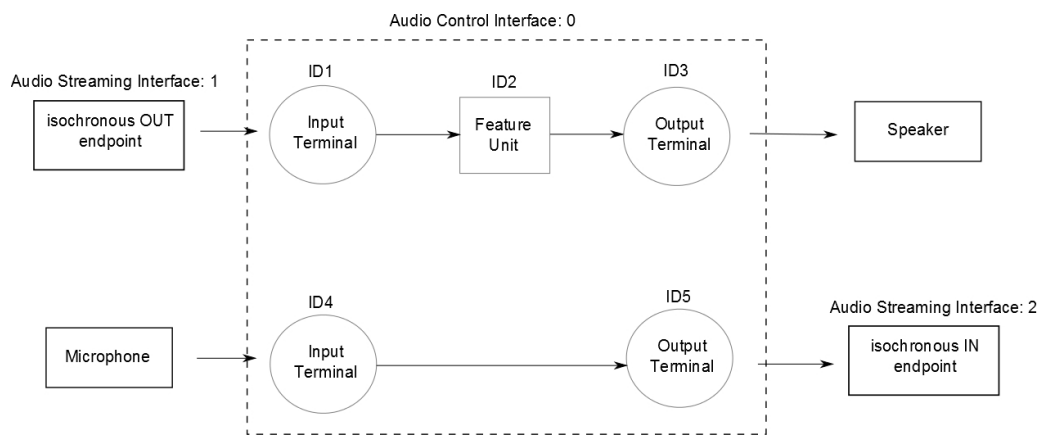 Audio Control Interface: 0
Audio Streaming Interface: 1
isochronous OUT
endpoint
ID1
Input
Terminal
ID2
Feature
Unit
ID3
Output
Terminal
Speaker
Microphone
ID4
Input
Terminal
ID5
Output
Terminal
Audio Streaming Interface: 2
isochronous IN
endpoint